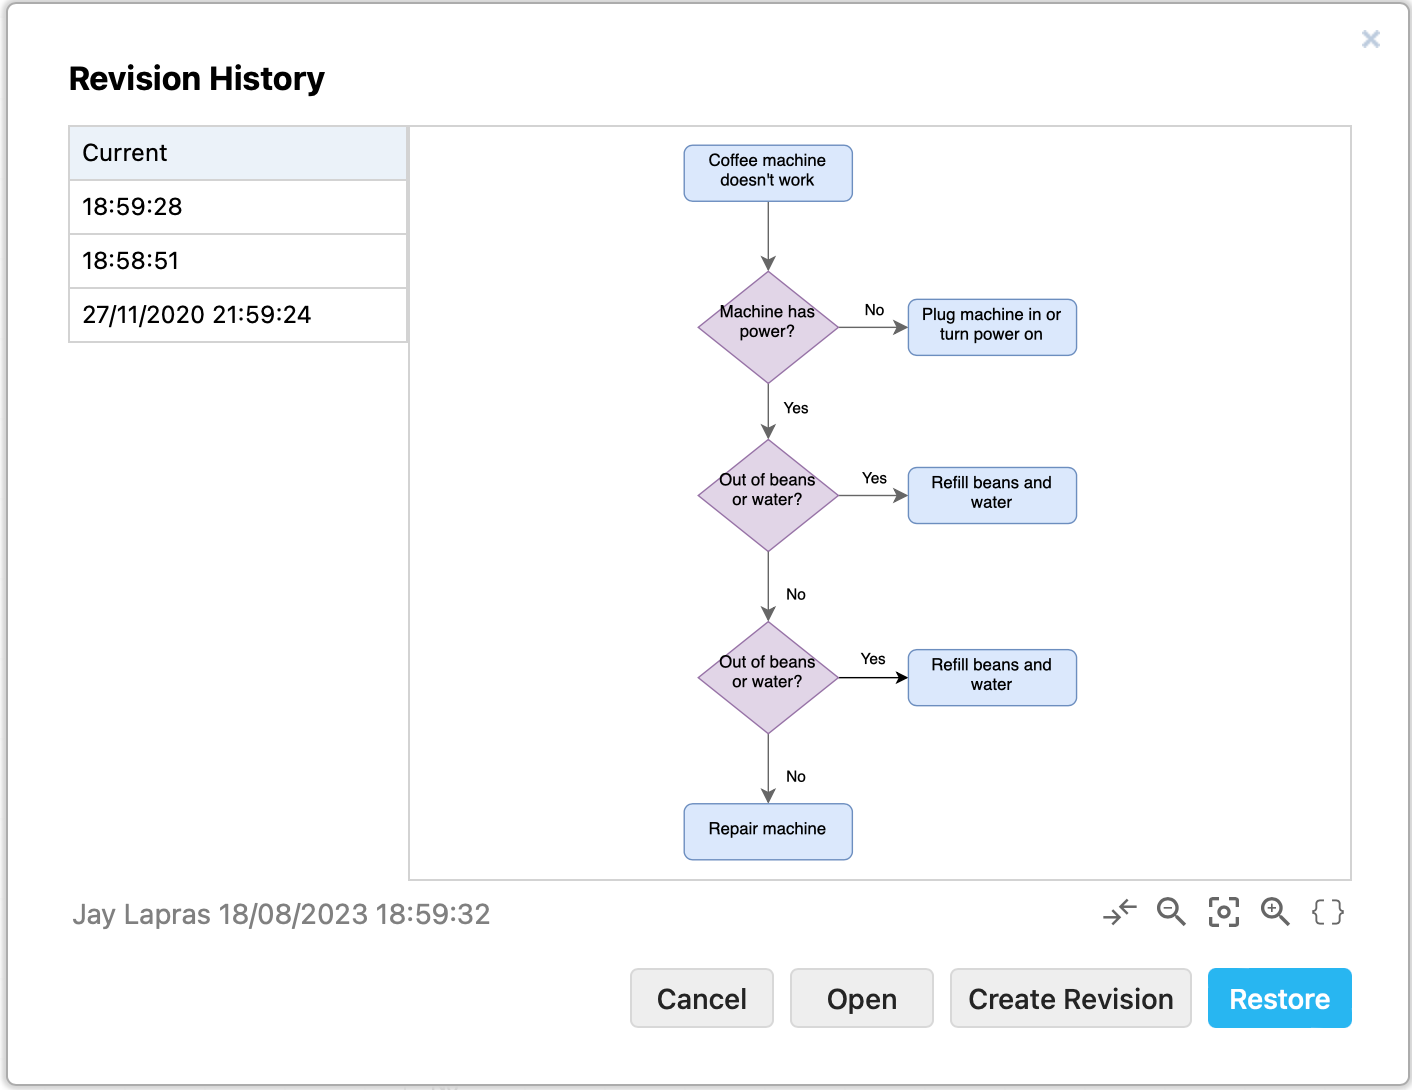 Revision History
Current
18:59:28
18:58:51
27/11/2020 21:59:24
Coffee machine
doesn't work
Machine has
power?
No
Plug machine in or
turn power on
Yes
Out of beans
or water?
Yes
Refill beans and
water
No
Out of beans
or water?
Yes
Refill beans and
water
No
Repair machine
Jay Lapras 18/08/2023 18:59:32
Cancel
Open
Create Revision
Restore